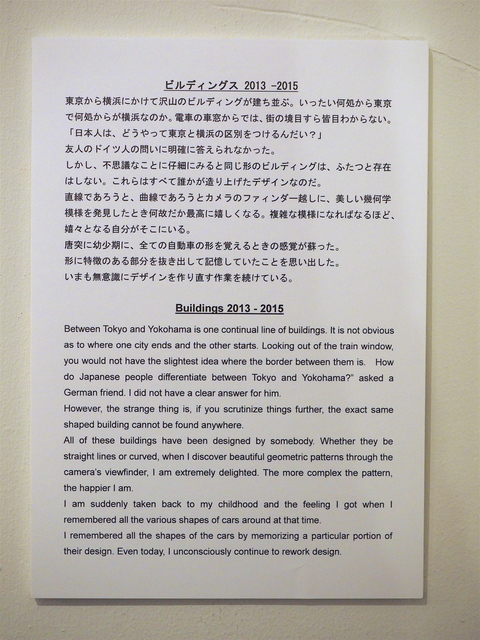 ビルディングス 2013 -2015
東京から横浜にかけて沢山のビルディングが建ち並ぶ。いったい何処から東京
で何処からが横浜なのか。電車の車窓からでは、街の境目すら皆目わからない。
「日本人は、どうやって東京と横浜の区別をつけるんだい？」
友人のドイツ人の問いに明確に答えられなかった。
しかし、不思議なことに仔細にみると同じ形のビルディングは、ふたつと存在
はしない。これらはすべて誰かが造り上げたデザインなのだ。
直線であろうと、曲線であろうとカメラのファィンダー越しに、美しい幾何学
模様を発見したとき何故だか最高に嬉しくなる。複雑な模様になればなるほど、
嬉々となる自分がそこにいる。
唐突に幼少期に、全ての自動車の形を覚えるときの感覚が蘇った。
形に特徴のある部分を抜き出して記憶していたことを思い出した。
いまも無意識にデザインを作り直す作業を続けている。
Buildings 2013 - 2015
Between Tokyo and Yokohama is one continual line of buildings. It is not obvious
as to where one city ends and the other starts. Looking out of the train window,
you would not have the slightest idea where the border between them is. How
do Japanese people differentiate between Tokyo and Yokohama?" asked a
German friend. I did not have a clear answer for him.
However, the strange thing is, if you scrutinize things further, the exact same
shaped building cannot be found anywhere.
All of these buildings have been designed by somebody. Whether they be
straight lines or curved, when I discover beautiful geometric patterns through the
camera's viewfinder, I am extremely delighted. The more complex the pattern,
the happier I am.
I am suddenly taken back to my childhood and the feeling I got when I
remembered all the various shapes of cars around at that time.
I remembered all the shapes of the cars by memorizing a particular portion of
their design. Even today, I unconsciously continue to rework design.